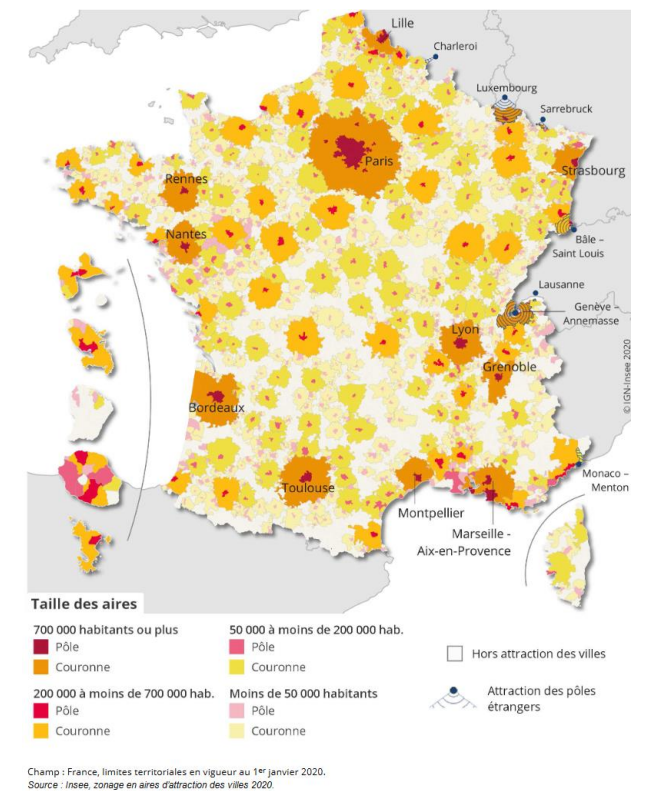 Lille
Charleroi
Luxembourg
Sarrebruck
Paris
Strasbourg
Rennes
Nantes
Bâle –
Saint Louis
Lausanne
Genève –
Annemasse
Lyon
Grenoble
Bordeaux
Toulouse
Monaco –
Menton
Montpellier
Marseille -
Aix-en-Provence
© IGN-Insee 2020
Taille des aires
700 000 habitants ou plus
Pôle
Couronne
200 000 à moins de 700 000 hab.
Pôle
Couronne
50 000 à moins de 200 000 hab.
Pôle
Couronne
Moins de 50 000 habitants
Pôle
Couronne
Hors attraction des villes
Attraction des pôles
étrangers
Champ : France, limites territoriales en vigueur au 1er janvier 2020.
Source : Insee, zonage en aires d'attraction des villes 2020.